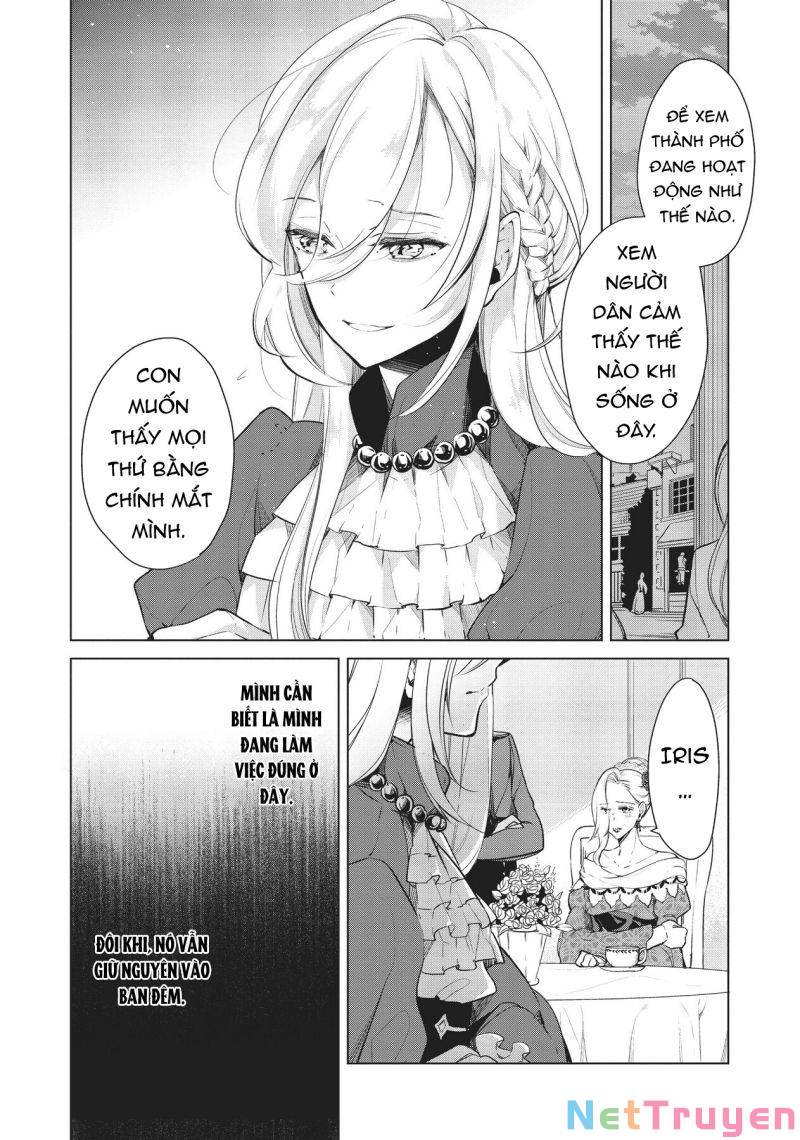 ĐỂ XEM
THÀNH PHỐ
ĐANG HOẠT
ĐỘNG NHƯ
THẾ NÀO.
XEM
NGƯỜI
DÂN CẢM
THẤY THẾ
NÀO KHI
SỐNG Ở
ĐÂY.
CON
MUỐN
THẤY MỌI
THỨ BẰNG
CHÍNH MẮT
MÌNH.
IRIS
...
MÌNH CẦN
BIẾT LÀ MÌNH
ĐANG LÀM
VIỆC ĐÚNG Ở
ĐÂY.
ĐÔI KHI, NÓ VẪN
GIỮ NGUYÊN VÀO
BAN ĐÊM.
NetTruyen